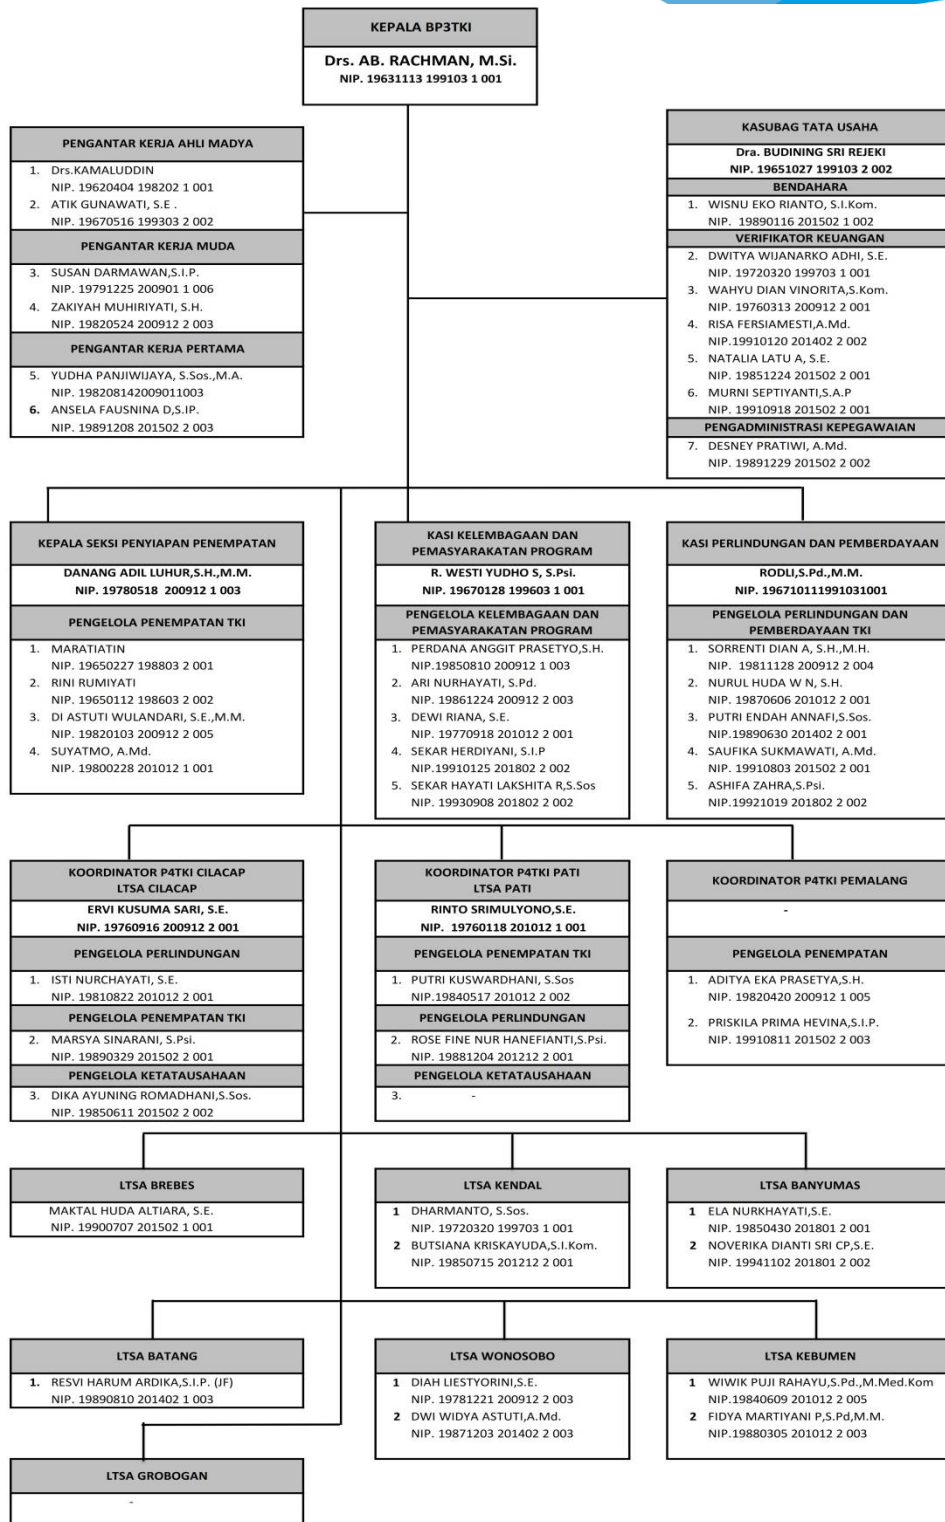 KEPALA BP3TKI
Drs. AB. RACHMAN, M.Si.
NIP. 19631113 199103 1 001
PENGANTAR KERJA AHLI MADYA
1. Drs.KAMALUDDIN
NIP. 19620404 198202 1 001
2. ATIK GUNAWATI, S.E .
NIP. 19670516 199303 2 002
PENGANTAR KERJA MUDA
3. SUSAN DARMAWAN,S.I.P.
NIP. 19791225 200901 1 006
4. ZAKIYAH MUHIRIYATI, S.H.
NIP. 19820524 200912 2 003
PENGANTAR KERJA PERTAMA
5. YUDHA PANJIWIJAYA, S.Sos.,M.A.
NIP. 198208142009011003
6. ANSELA FAUSNINA D,S.IP.
NIP. 19891208 201502 2 003
KASUBAG TATA USAHA
Dra. BUDINING SRI REJEKI
NIP. 19651027 199103 2 002
BENDAHARA
1. WISNU EKO RIANTO, S.I.Kom.
NIP. 19890116 201502 1 002
VERIFIKATOR KEUANGAN
2. DWITYA WIJANARKO ADHI, S.E.
NIP. 19720320 199703 1 001
3. WAHYU DIAN VINORITA,S.Kom.
NIP. 19760313 200912 2 001
4. RISA FERSIAMESTI,A.Md.
NIP.19910120 201402 2 002
5. NATALIA LATU A, S.E.
NIP. 19851224 201502 2 001
6. MURNI SEPTIYANTI,S.A.P
NIP. 19910918 201502 2 001
PENGADMINISTRASI KEPEGAWAIAN
7. DESNEY PRATIWI, A.Md.
NIP. 19891229 201502 2 002
KEPALA SEKSI PENYIAPAN PENEMPATAN
DANANG ADIL LUHUR,S.H.,M.M.
NIP. 19780518 200912 1 003
PENGELOLA PENEMPATAN TKI
1. MARATIATIN
NIP. 19650227 198803 2 001
2. RINI RUMIYATI
NIP. 19650112 198603 2 002
3. DI ASTUTI WULANDARI, S.E.,M.M.
NIP. 19820103 200912 2 005
4. SUYATMO, A.Md.
NIP. 19800228 201012 1 001
KASI KELEMBAGAAN DAN
PEMASYARAKATAN PROGRAM
R. WESTI YUDHO S, S.Psi.
NIP. 19670128 199603 1 001
PENGELOLA KELEMBAGAAN DAN
PEMASYARAKATAN PROGRAM
1. PERDANA ANGGIT PRASETYO,S.H.
NIP.19850810 200912 1 003
2. ARI NURHAYATI, S.Pd.
NIP. 19861224 200912 2 003
3. DEWI RIANA, S.E.
NIP. 19770918 201012 2 001
4. SEKAR HERDIYANI, S.I.P
NIP.19910125 201802 2 002
5. SEKAR HAYATI LAKSHITA R,S.Sos
NIP. 19930908 201802 2 002
KASI PERLINDUNGAN DAN PEMBERDAYAAN
RODLI,S.Pd.,M.M.
NIP. 196710111991031001
PENGELOLA PERLINDUNGAN DAN
PEMBERDAYAAN TKI
1. SORRENTI DIAN A, S.H.,M.H.
NIP. 19811128 200912 2 004
2. NURUL HUDA W N, S.H.
NIP. 19870606 201012 2 001
3. PUTRI ENDAH ANNAFI,S.Sos.
NIP.19890630 201402 2 001
4. SAUFIKA SUKMAWATI, A.Md.
NIP. 19910803 201502 2 001
5. ASHIFA ZAHRA,S.Psi.
NIP.19921019 201802 2 002
KOORDINATOR P4TKI CILACAP
LTSA CILACAP
ERVI KUSUMA SARI, S.E.
NIP. 19760916 200912 2 001
PENGELOLA PERLINDUNGAN
1. ISTI NURCHAYATI, S.E.
NIP. 19810822 201012 2 001
PENGELOLA PENEMPATAN TKI
2. MARSYA SINARANI, S.Psi.
NIP. 19890329 201502 2 001
PENGELOLA KETATAUSAHAAN
3. DIKA AYUNING ROMADHANI,S.Sos.
NIP. 19850611 201502 2 002
KOORDINATOR P4TKI PATI
LTSA PATI
RINTO SRIMULYONO,S.E.
NIP. 19760118 201012 1 001
PENGELOLA PENEMPATAN TKI
1. PUTRI KUSWARDHANI, S.Sos
NIP.19840517 201012 2 002
PENGELOLA PERLINDUNGAN
2. ROSE FINE NUR HANEFIANTI,S.Psi.
NIP. 19881204 201212 2 001
PENGELOLA KETATAUSAHAAN
3. -
KOORDINATOR P4TKI PEMALANG
-
PENGELOLA PENEMPATAN
1. ADITYA EKA PRASETYA,S.H.
NIP. 19820420 200912 1 005
2. PRISKILA PRIMA HEVINA,S.I.P.
NIP. 19910811 201502 2 003
LTSA BREBES
MAKTAL HUDA ALTIARA, S.E.
NIP. 19900707 201502 1 001
LTSA KENDAL
1 DHARMANTO, S.Sos.
NIP. 19720320 199703 1 001
2 BUTSIANA KRISKAYUDA,S.I.Kom.
NIP. 19850715 201212 2 001
LTSA BANYUMAS
1 ELA NURKHAYATI,S.E.
NIP. 19850430 201801 2 001
2 NOVERIKA DIANTI SRI CP,S.E.
NIP. 19941102 201801 2 002
LTSA BATANG
1. RESVI HARUM ARDIKA,S.I.P. (JF)
NIP. 19890810 201402 1 003
LTSA WONOSOBO
1 DIAH LIESTYORINI,S.E.
NIP. 19781221 200912 2 003
2 DWI WIDYA ASTUTI,A.Md.
NIP. 19871203 201402 2 003
LTSA KEBUMEN
1 WIWIK PUJI RAHAYU,S.Pd.,M.Med.Kom
NIP.19840609 201012 2 005
2 FIDYA MARTIYANI P,S.Pd,M.M.
NIP.19880305 201012 2 003
LTSA GROBOGAN
-